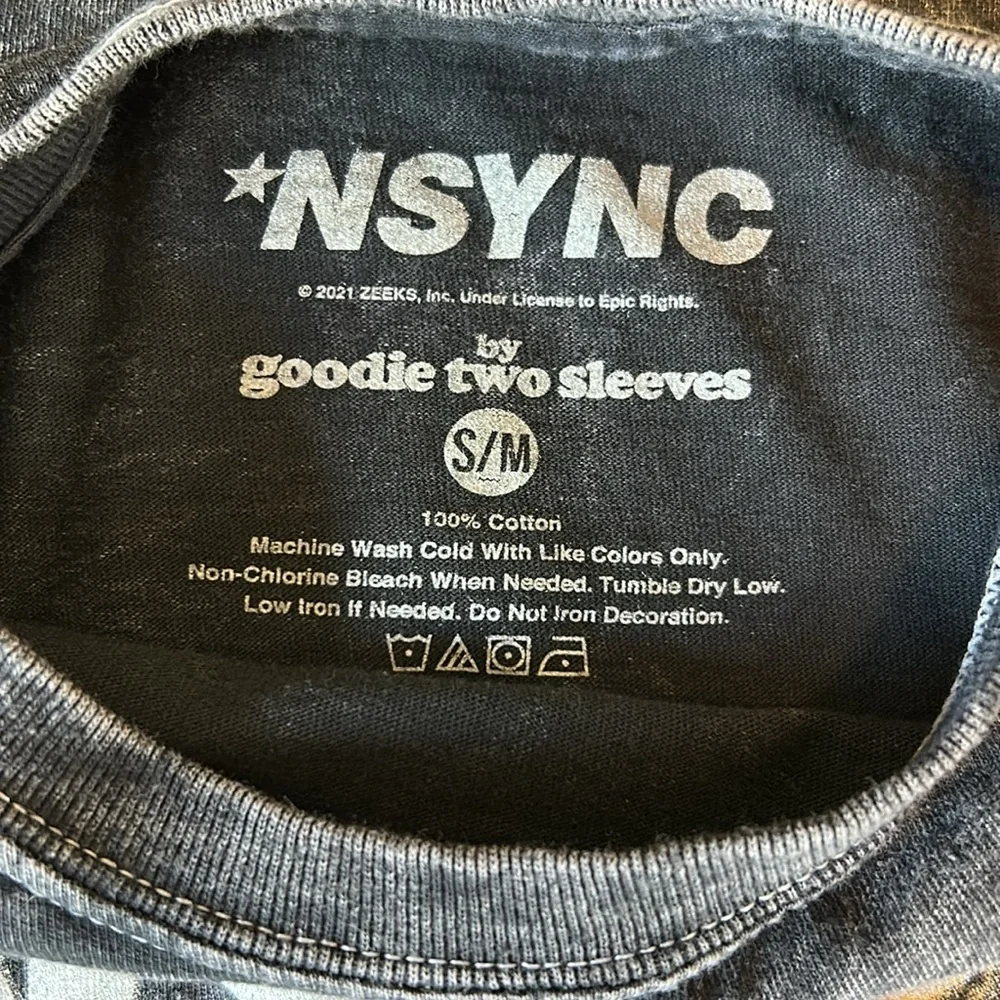 ★NSYNC
© 2021 ZEEKS, Inc. Under License to Epic Rights.
by
goodie two sleeves
S/M
100% Cotton
Machine Wash Cold With Like Colors Only.
Non-Chlorine Bleach When Needed. Tumble Dry Low.
Low Iron If Needed. Do Not Iron Decoration.